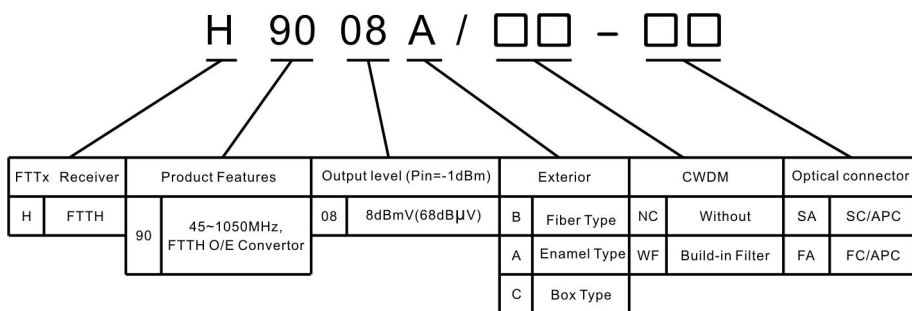 H 90 08 A / □□ – □□
FTTx Receiver Product Features Output level (Pin=-1dBm) Exterior CWDM Optical connector
H FTTH 90 45~1050MHz, FTTH O/E Convertor 08 8dBmV(68dBμV) B Fiber Type NC Without SA SC/APC
A Enamel Type WF Build-in Filter FA FC/APC
C Box Type